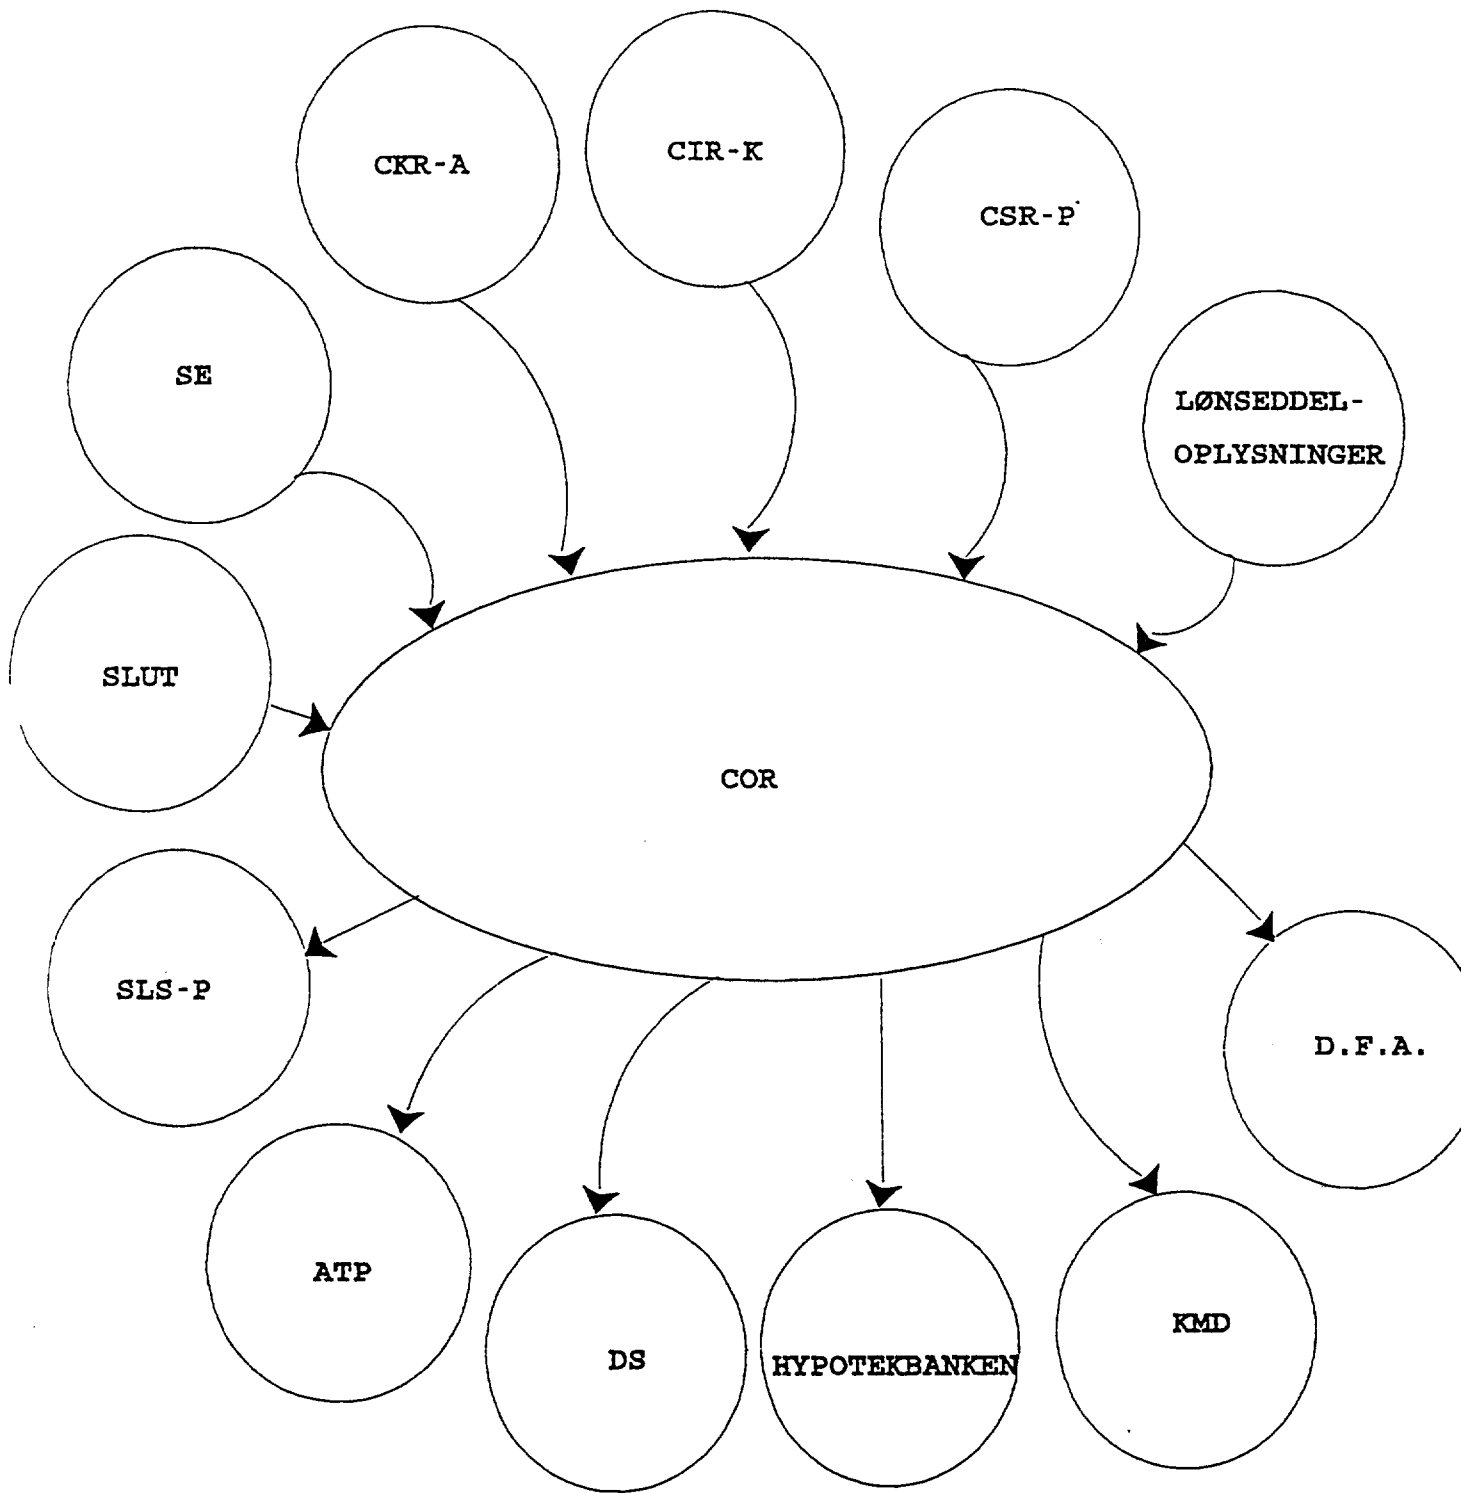 CKR-A
CIR-K
CSR-P
SE
LØNSEDDEL-
OPLYSNINGER
SLUT
COR
SLS-P
D.F.A.
ATP
DS
HYPOTEKBANKEN
KMD